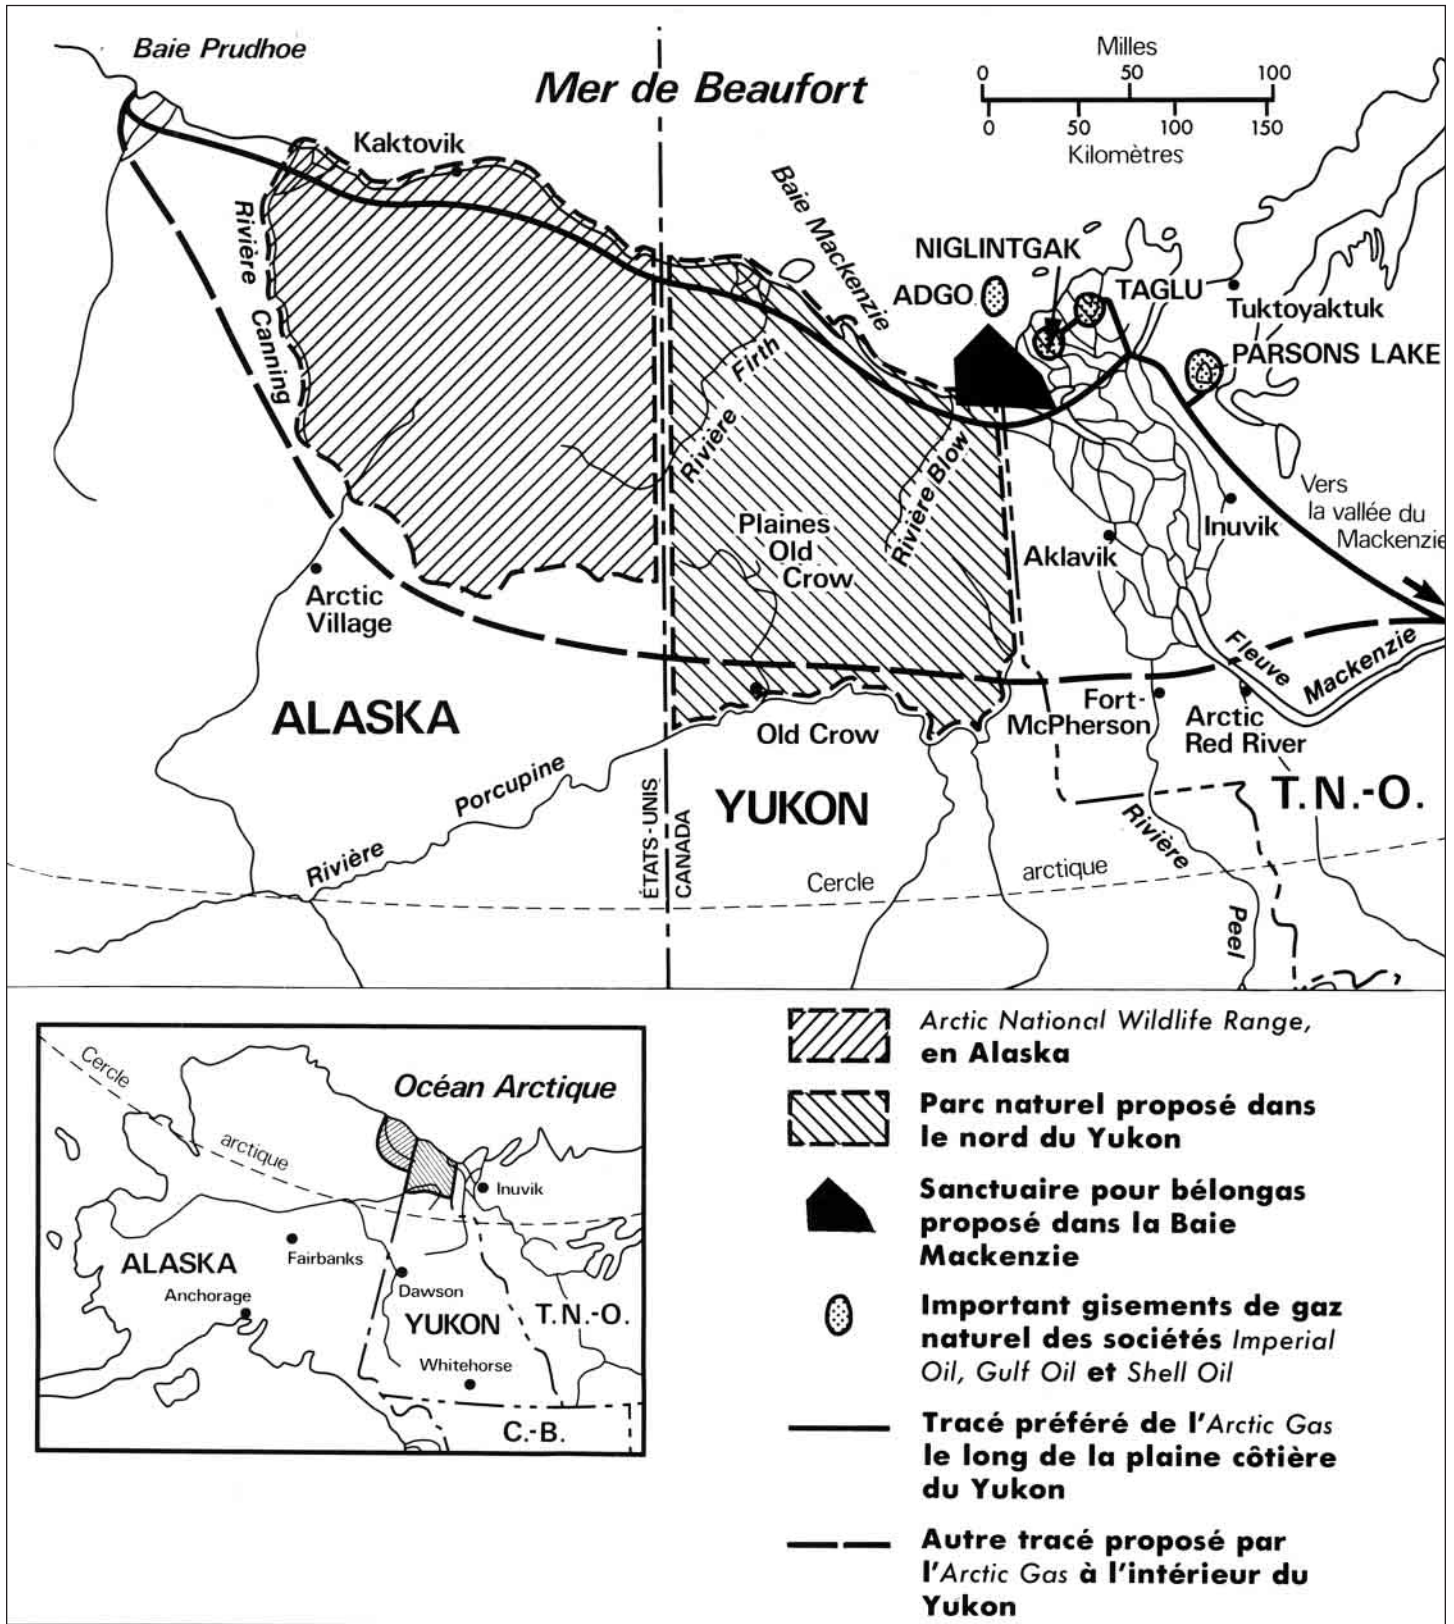 Baie Prudhoe
Mer de Beaufort
Milles
0 50 100
0 50 100 150
Kilomètres
Kaktovik
Rivière
Canning
Baie Mackenzie
NIGLINTGAK
ADGO
TAGLU
Tuktoyaktuk
PARSONS LAKE
Rivière Firth
Rivière Blow
Plaines
Old
Crow
Vers
la vallée du
Mackenzie
Inuvik
Aklavik
Arctic
Village
Fleuve
Mackenzie
ALASKA
Old Crow
Fort-
McPherson
Arctic
Red River
Rivière Porcupine
ÉTATS-UNIS
CANADA
YUKON
T.N.-O.
Rivière
Peel
Cercle arctique
Cercle
arctique
Océan Arctique
Inuvik
Fairbanks
ALASKA
Anchorage
Dawson
YUKON
T.N.-O.
Whitehorse
C.-B.
Arctic National Wildlife Range,
en Alaska
Parc naturel proposé dans
le nord du Yukon
Sanctuaire pour bélongas
proposé dans la Baie
Mackenzie
Important gisements de gaz
naturel des sociétés Imperial
Oil, Gulf Oil et Shell Oil
Tracé préféré de l'Arctic Gas
le long de la plaine côtière
du Yukon
Autre tracé proposé par
l'Arctic Gas à l'intérieur du
Yukon